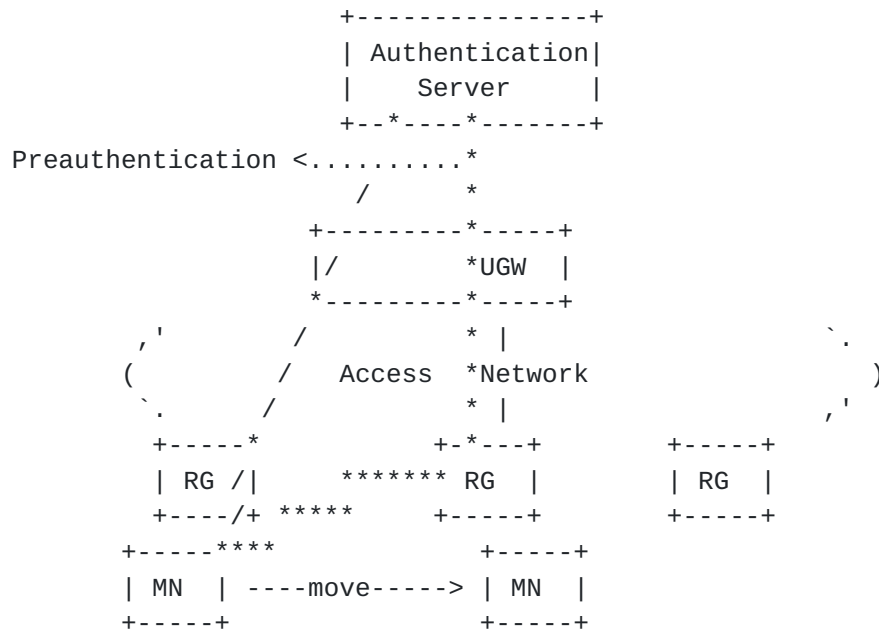 +---------------+
| Authentication|
|    Server     |
+--*----*-------+
Preauthentication <..........*
/      *
+---------*-----+
|/        *UGW  |
*---------*-----+
,'        /          * |                    `.
(         /   Access  *Network                  )
`.      /            * |                    ,'
+-----*           +-*---+        +-----+
| RG /|     ******* RG  |        | RG  |
+----/+ *****     +-----+        +-----+
+-----****             +-----+
| MN  | ----move-----> | MN  |
+-----+                +-----+